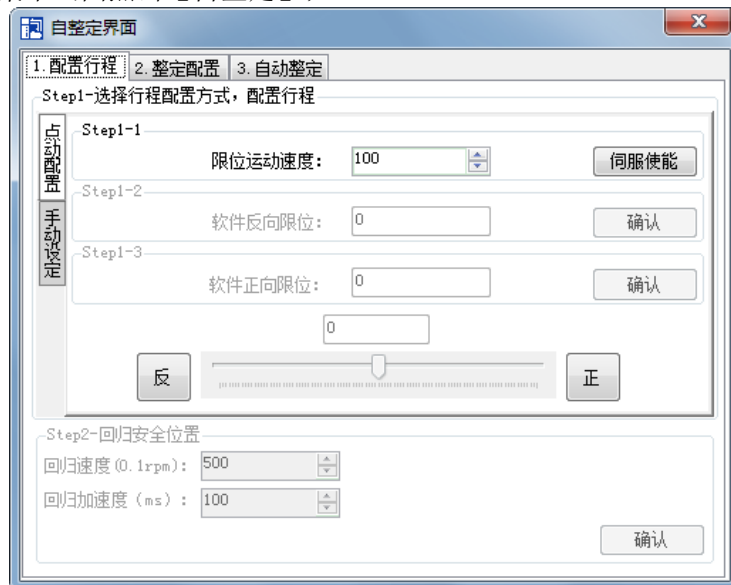 自整定界面
1.配置行程 2.整定配置 3.自动整定
Step1-选择行程配置方式，配置行程
点动配置
手动设定
Step1-1
限位运动速度： 100 伺服使能
Step1-2
软件反向限位： 0 确认
Step1-3
软件正向限位： 0 确认
0
反 正
Step2-回归安全位置
回归速度(0.1rpm)： 500
回归加速度（ms）： 100
确认